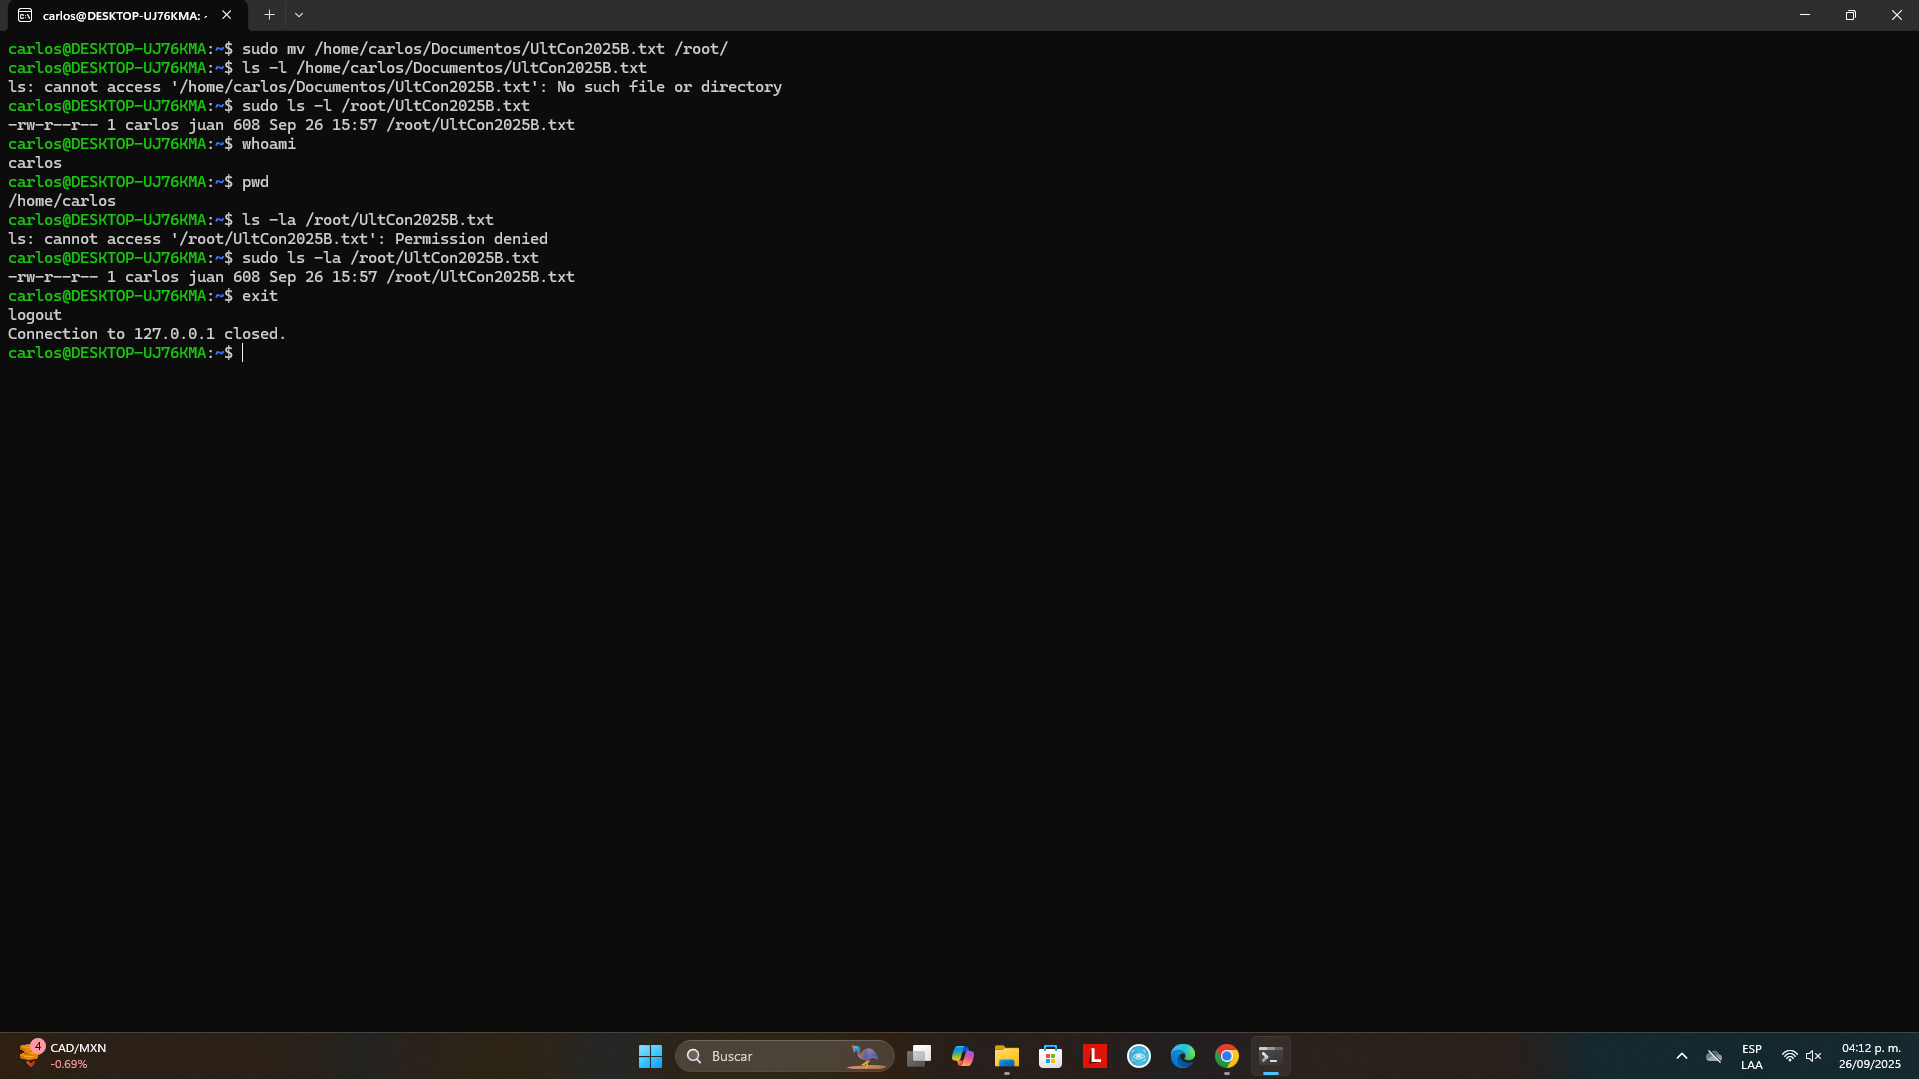 carlos@DESKTOP-UJ76KMA: -
carlos@DESKTOP-UJ76KMA:~$ sudo mv /home/carlos/Documentos/UltCon2025B.txt /root/
carlos@DESKTOP-UJ76KMA:~$ ls -l /home/carlos/Documentos/UltCon2025B.txt
ls: cannot access '/home/carlos/Documentos/UltCon2025B.txt': No such file or directory
carlos@DESKTOP-UJ76KMA:~$ sudo ls -l /root/UltCon2025B.txt
-rw-r--r-- 1 carlos juan 608 Sep 26 15:57 /root/UltCon2025B.txt
carlos@DESKTOP-UJ76KMA:~$ whoami
carlos
carlos@DESKTOP-UJ76KMA:~$ pwd
/home/carlos
carlos@DESKTOP-UJ76KMA:~$ ls -la /root/UltCon2025B.txt
ls: cannot access '/root/UltCon2025B.txt': Permission denied
carlos@DESKTOP-UJ76KMA:~$ sudo ls -la /root/UltCon2025B.txt
-rw-r--r-- 1 carlos juan 608 Sep 26 15:57 /root/UltCon2025B.txt
carlos@DESKTOP-UJ76KMA:~$ exit
logout
Connection to 127.0.0.1 closed.
carlos@DESKTOP-UJ76KMA:~$
4
CAD/MXN
-0.69%
Buscar
L
ESP
LAA
04:12 p. m.
26/09/2025